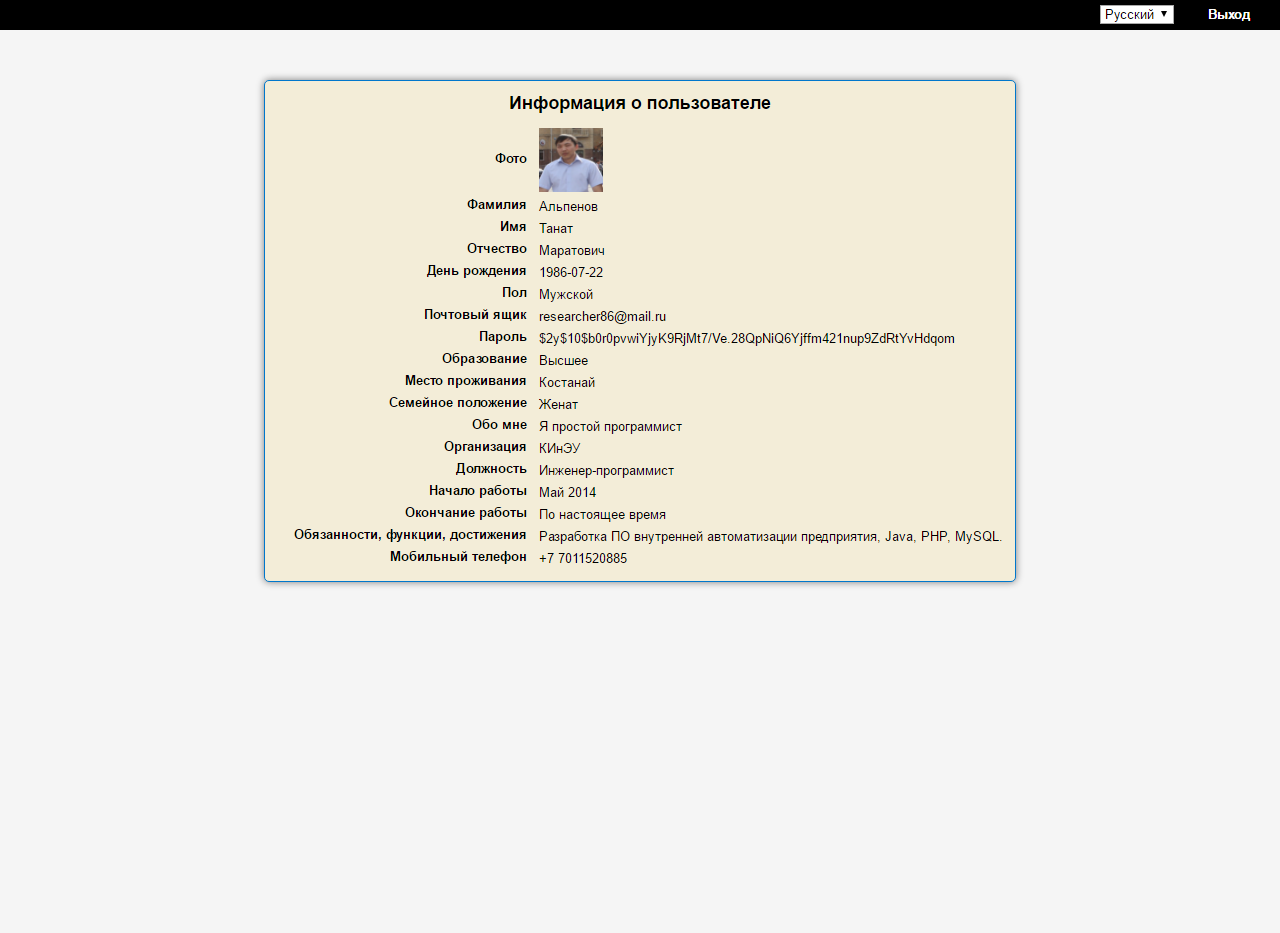 Русский ▼ Выход
Информация о пользователе
Фото
Фамилия Альпенов
Имя Танат
Отчество Маратович
День рождения 1986-07-22
Пол Мужской
Почтовый ящик researcher86@mail.ru
Пароль $2y$10$b0r0pvwiYjyK9RjMt7/Ve.28QpNiQ6Yjffm421nup9ZdRtYvHdqom
Образование Высшее
Место проживания Костанай
Семейное положение Женат
Обо мне Я простой программист
Организация КИнЭУ
Должность Инженер-программист
Начало работы Май 2014
Окончание работы По настоящее время
Обязанности, функции, достижения Разработка ПО внутренней автоматизации предприятия, Java, PHP, MySQL.
Мобильный телефон +7 7011520885